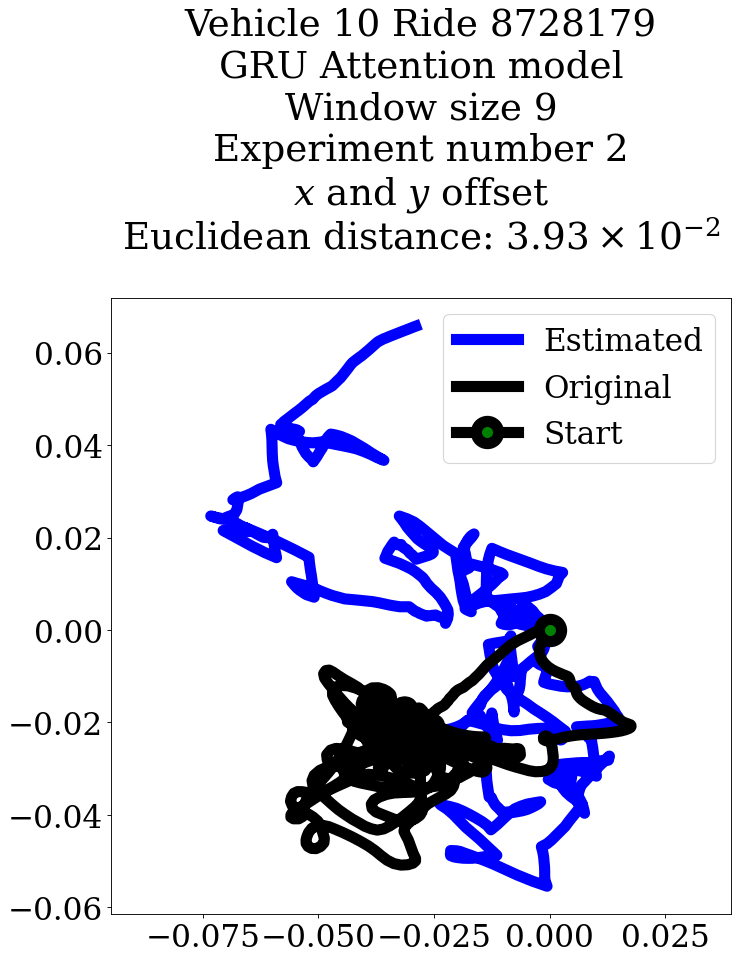 Vehicle 10 Ride 8728179
GRU Attention model
Window size 9
Experiment number 2
x and y offset
Euclidean distance: 3.93 × 10⁻²
Estimated
Original
Start
0.06
0.04
0.02
0.00
−0.02
−0.04
−0.06
−0.075 −0.050 −0.025 0.000 0.025